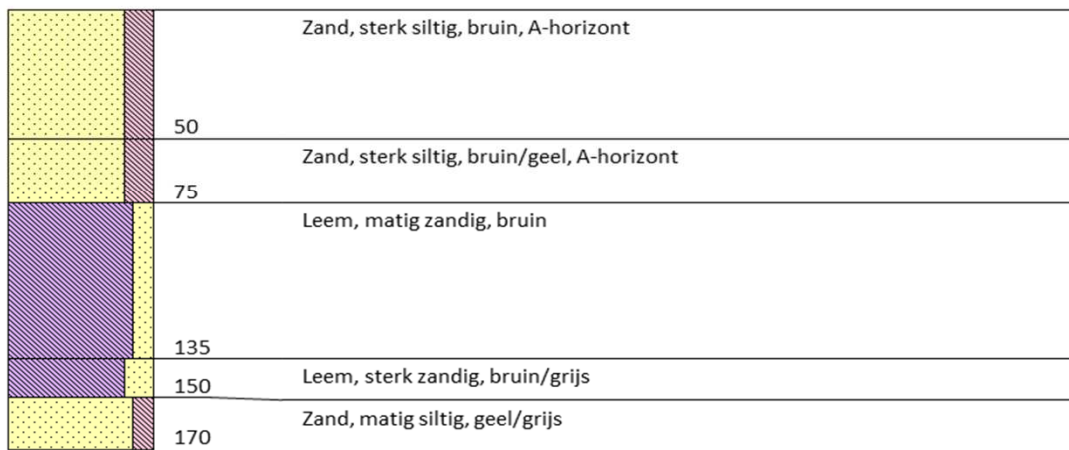 Zand, sterk siltig, bruin, A-horizont
50
Zand, sterk siltig, bruin/geel, A-horizont
75
Leem, matig zandig, bruin
135
Leem, sterk zandig, bruin/grijs
150
Zand, matig siltig, geel/grijs
170